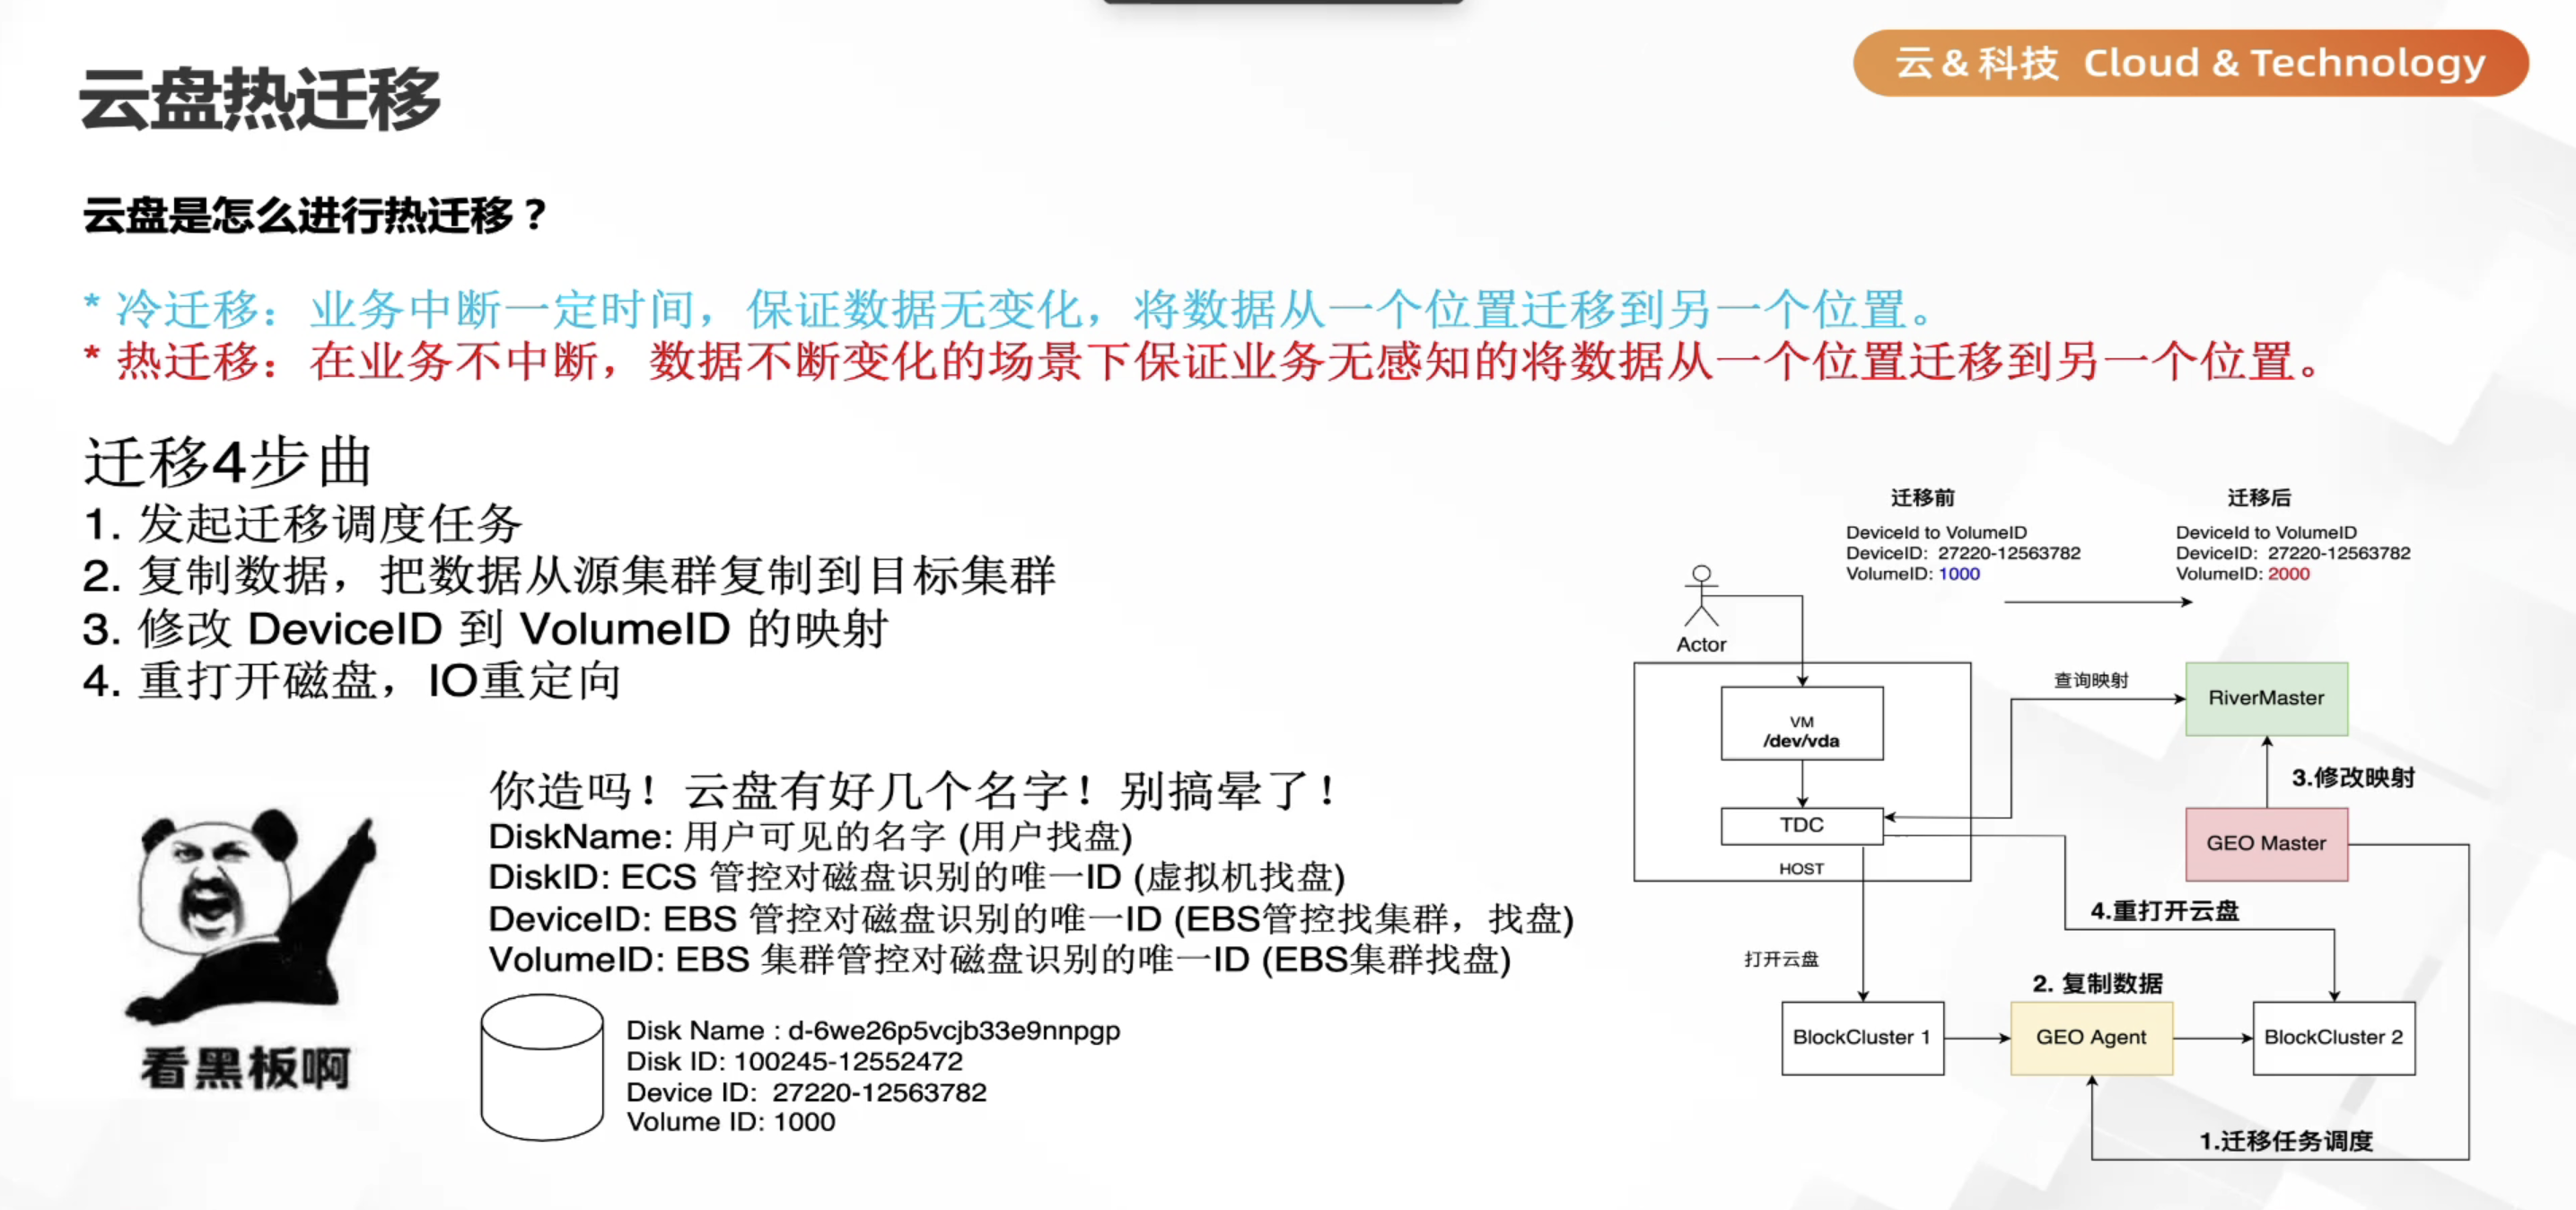 云&科技 Cloud & Technology
云盘热迁移
云盘是怎么进行热迁移？
* 冷迁移：业务中断一定时间，保证数据无变化，将数据从一个位置迁移到另一个位置。
* 热迁移：在业务不中断，数据不断变化的场景下保证业务无感知的将数据从一个位置迁移到另一个位置。
迁移4步曲
1. 发起迁移调度任务
2. 复制数据，把数据从源集群复制到目标集群
3. 修改 DeviceID 到 VolumeID 的映射
4. 重打开磁盘，IO重定向
你造吗！云盘有好几个名字！别搞晕了！
DiskName: 用户可见的名字 (用户找盘)
DiskID: ECS 管控对磁盘识别的唯一ID (虚拟机找盘)
DeviceID: EBS 管控对磁盘识别的唯一ID (EBS管控找集群，找盘)
VolumeID: EBS 集群管控对磁盘识别的唯一ID (EBS集群找盘)
看黑板啊
Disk Name : d-6we26p5vcjb33e9nnpgp
Disk ID: 100245-12552472
Device ID: 27220-12563782
Volume ID: 1000
迁移前
DeviceId to VolumeID
DeviceID: 27220-12563782
VolumeID: 1000
迁移后
DeviceId to VolumeID
DeviceID: 27220-12563782
VolumeID: 2000
Actor
VM
/dev/vda
TDC
HOST
查询映射
RiverMaster
3.修改映射
GEO Master
4.重打开云盘
打开云盘
2. 复制数据
BlockCluster 1
GEO Agent
BlockCluster 2
1.迁移任务调度